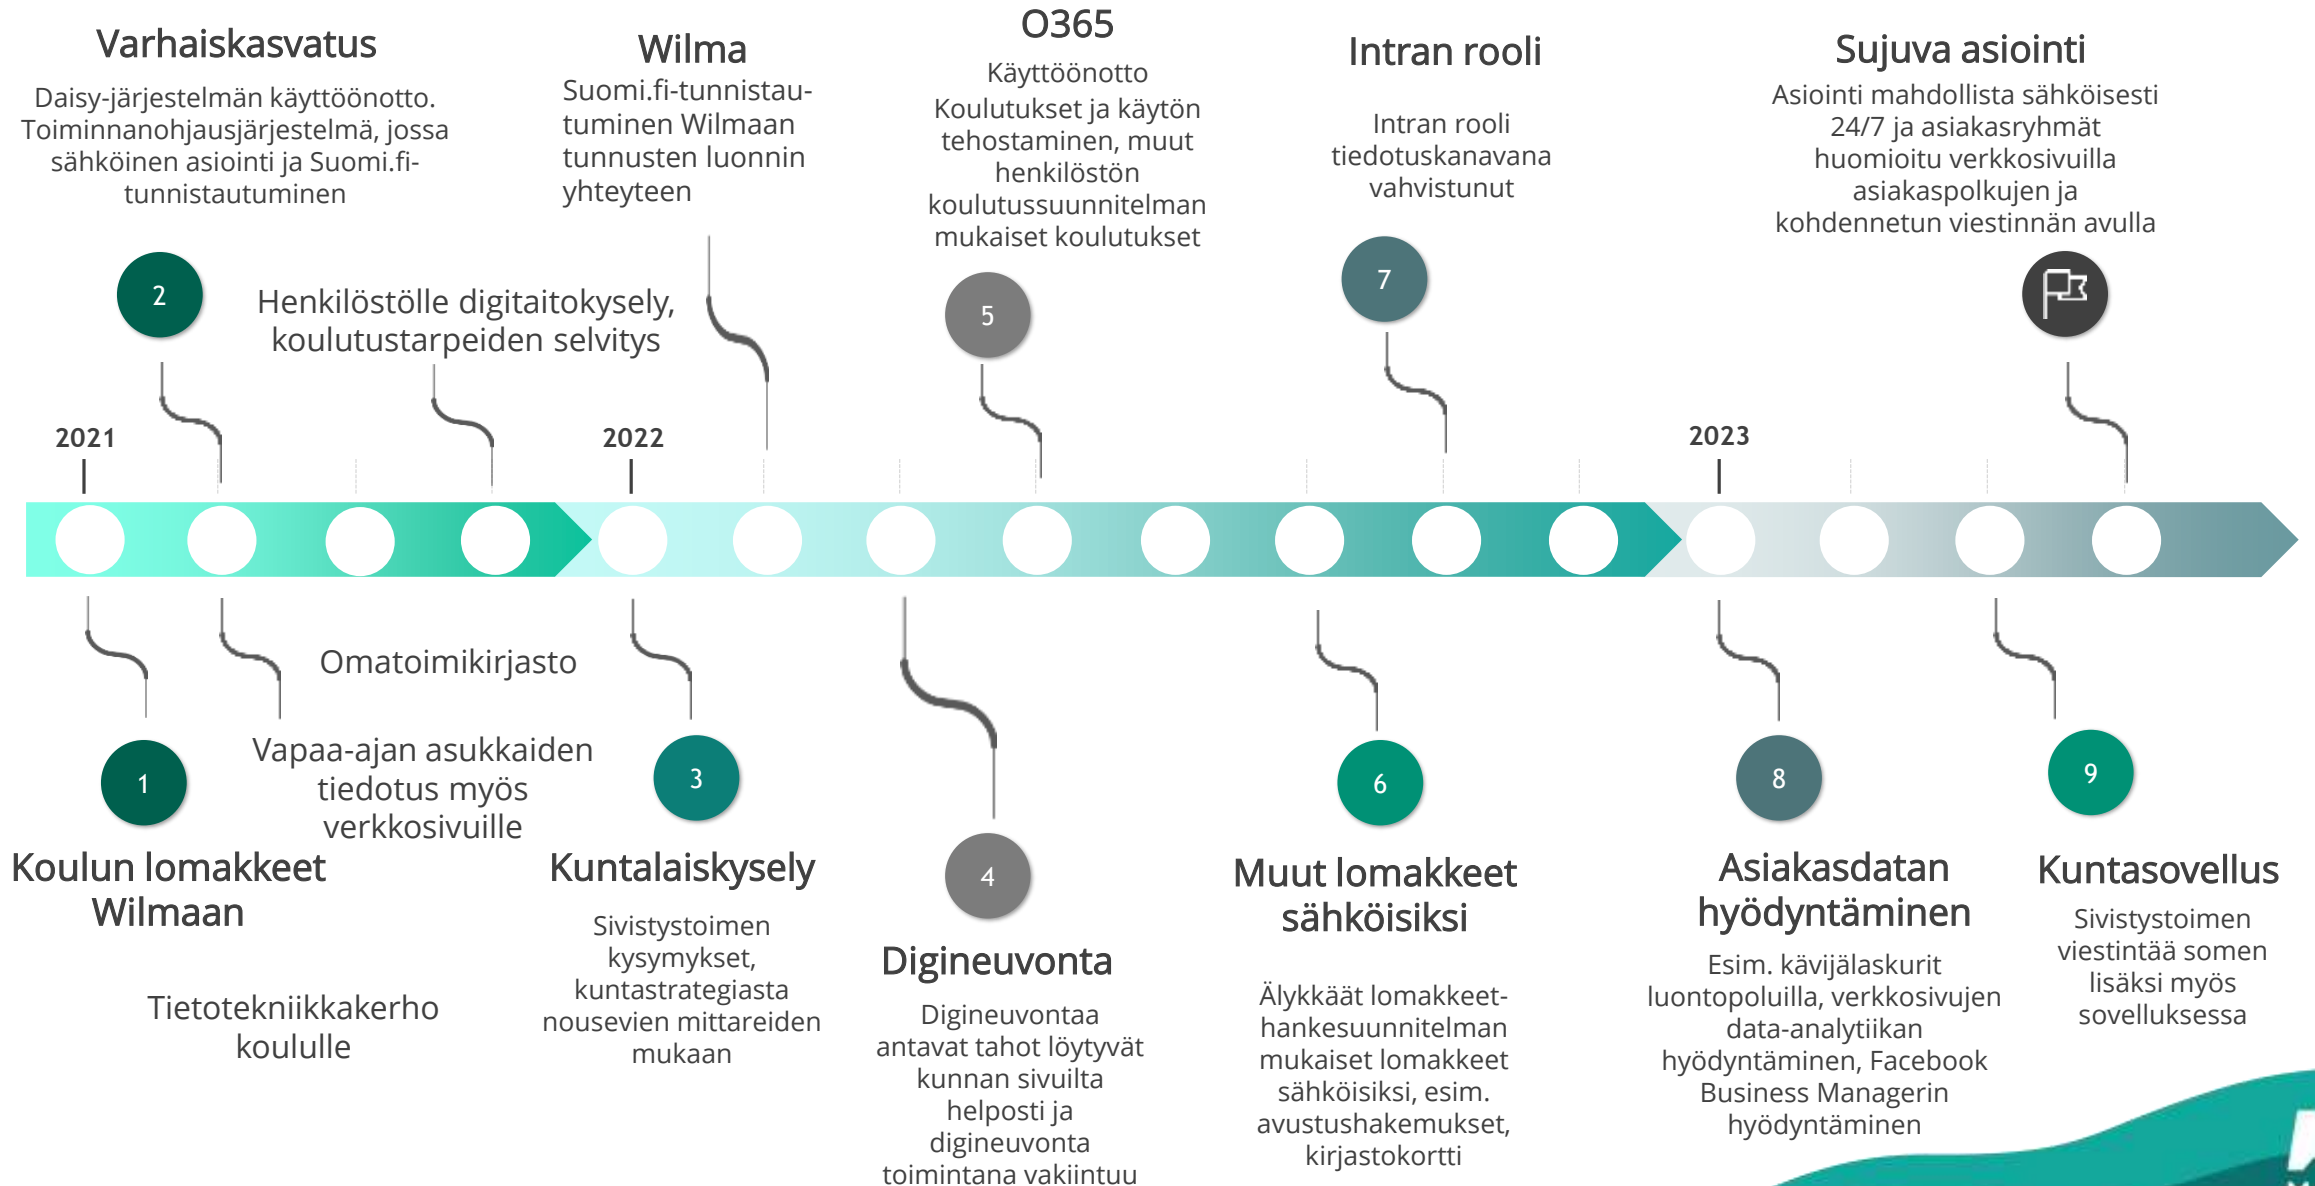 Varhaiskasvatus
Daisy-järjestelmän käyttöönotto.
Toiminnanohjausjärjestelmä, jossa
sähköinen asiointi ja Suomi.fi-
tunnistautuminen
2
Henkilöstölle digitaitokysely,
koulutustarpeiden selvitys
Wilma
Suomi.fi-tunnistau-
tuminen Wilmaan
tunnusten luonnin
yhteyteen
O365
Käyttöönotto
Koulutukset ja käytön
tehostaminen, muut
henkilöstön
koulutussuunnitelman
mukaiset koulutukset
5
Intran rooli
Intran rooli
tiedotuskanavana
vahvistunut
7
Sujuva asiointi
Asiointi mahdollista sähköisesti
24/7 ja asiakasryhmät
huomioitu verkkosivuilla
asiakaspolkujen ja
kohdennetun viestinnän avulla
2021
2022
2023
1
Koulun lomakkeet
Wilmaan
Omatoimikirjasto
Vapaa-ajan asukkaiden
tiedotus myös
verkkosivuille
Tietotekniikkakerho
koululle
3
Kuntalaiskysely
Sivistystoimen
kysymykset,
kuntastrategiasta
nousevien mittareiden
mukaan
4
Digineuvonta
Digineuvontaa
antavat tahot löytyvät
kunnan sivuilta
helposti ja
digineuvonta
toimintana vakiintuu
6
Muut lomakkeet
sähköisiksi
Älykkäät lomakkeet-
hankesuunnitelman
mukaiset lomakkeet
sähköisiksi, esim.
avustushakemukset,
kirjastokortti
8
Asiakasdatan
hyödyntäminen
Esim. kävijälaskurit
luontopoluilla, verkkosivujen
data-analytiikan
hyödyntäminen, Facebook
Business Managerin
hyödyntäminen
9
Kuntasovellus
Sivistystoimen
viestintää somen
lisäksi myös
sovelluksessa